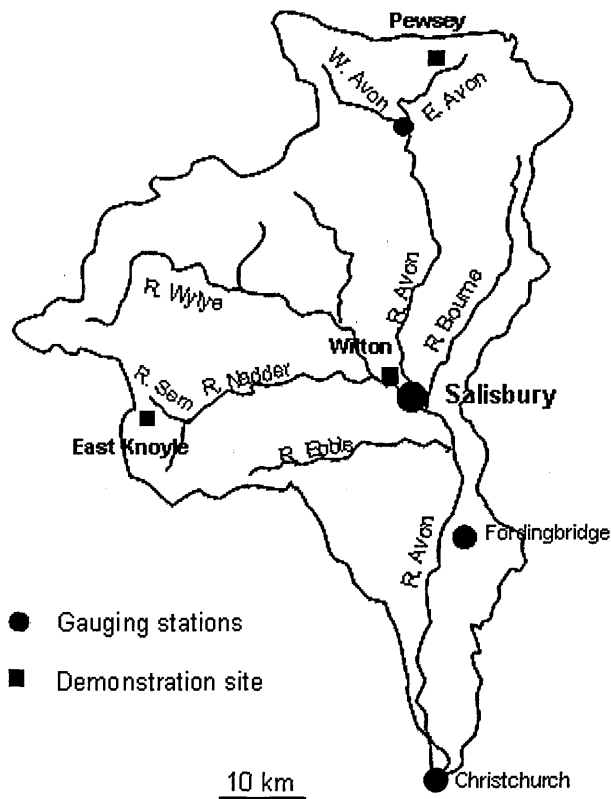 Pewsey
W. Avon
E. Avon
R. Avon
R. Bourne
R. Wylye
Wilton
R. Sem
R. Nadder
Salisbury
East Knoyle
R. Ebble
R. Avon
Fordingbridge
Gauging stations
Demonstration site
10 km
Christchurch